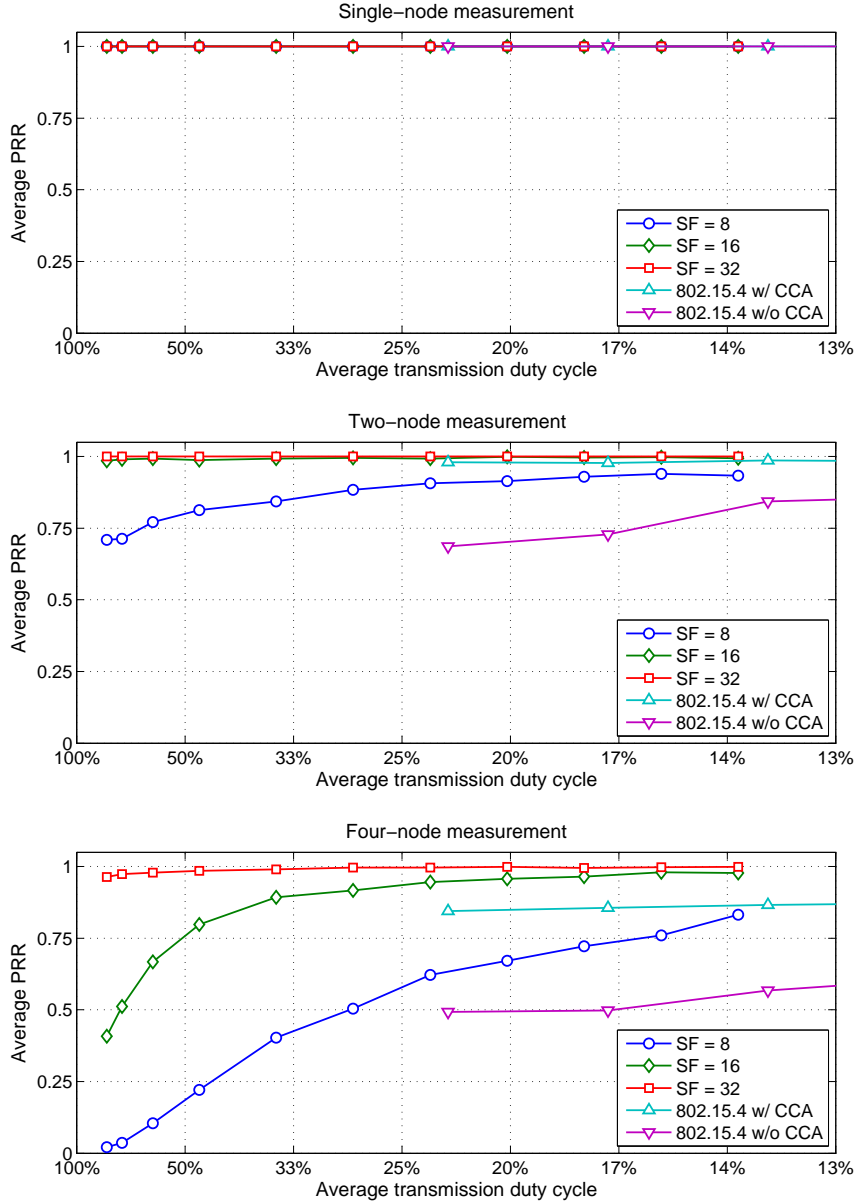 Single−node measurement
1
0.75
0.5
0.25
0
Average PRR
SF = 8
SF = 16
SF = 32
802.15.4 w/ CCA
802.15.4 w/o CCA
100% 50% 33% 25% 20% 17% 14% 13%
Average transmission duty cycle
Two−node measurement
1
0.75
0.5
0.25
0
Average PRR
SF = 8
SF = 16
SF = 32
802.15.4 w/ CCA
802.15.4 w/o CCA
100% 50% 33% 25% 20% 17% 14% 13%
Average transmission duty cycle
Four−node measurement
1
0.75
0.5
0.25
0
Average PRR
SF = 8
SF = 16
SF = 32
802.15.4 w/ CCA
802.15.4 w/o CCA
100% 50% 33% 25% 20% 17% 14% 13%
Average transmission duty cycle